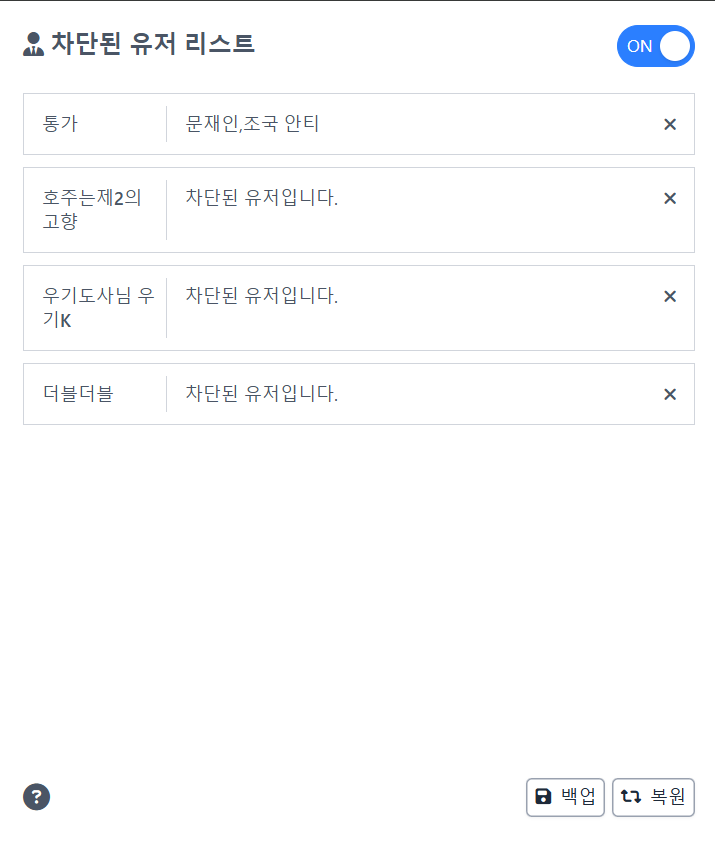 차단된 유저 리스트
ON
통가
문재인,조국 안티
호주는제2의
고향
차단된 유저입니다.
우기도사님 우
기K
차단된 유저입니다.
더블더블
차단된 유저입니다.
?
백업
복원